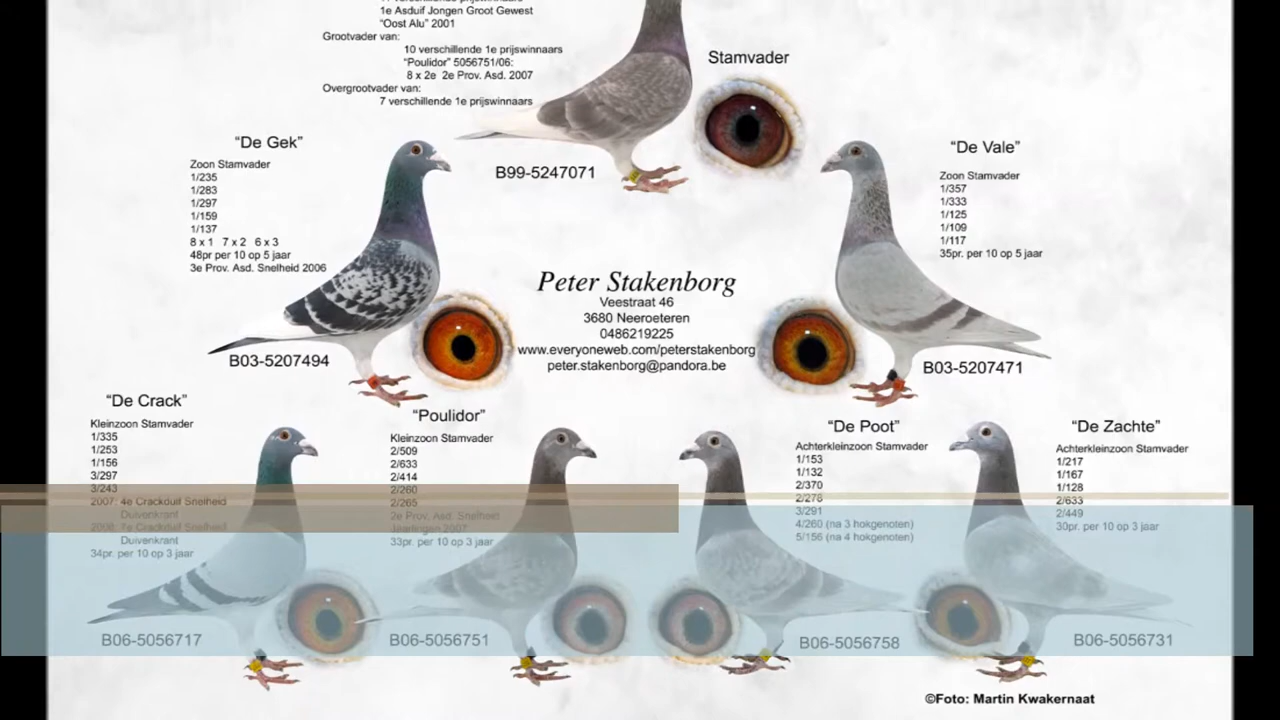 1e Asduif Jongen Groot Gewest
"Oost Alu" 2001
Grootvader van:
10 verschillende 1e prijswinnaars
"Poulidor" 5056751/06:
8 x 2e 2e Prov. Asd. 2007
Overgrootvader van:
7 verschillende 1e prijswinnaars
Stamvader
B99-5247071
"De Gek"
Zoon Stamvader
1/235
1/283
1/297
1/159
1/137
8 x 1 7 x 2 6 x 3
48pr per 10 op 5 jaar
3e Prov. Asd. Snelheid 2006
B03-5207494
"De Vale"
Zoon Stamvader
1/357
1/333
1/125
1/109
1/117
35pr. per 10 op 5 jaar
B03-5207471
Peter Stakenborg
Veestraat 46
3680 Neeroeteren
0486219225
www.everyoneweb.com/peterstakenborg
peter.stakenborg@pandora.be
"De Crack"
Kleinzoon Stamvader
1/335
1/253
1/156
3/297
3/243
2007: 4e Crackduif Snelheid
Duivenkrant
2008: 7e Crackduif Snelheid
Duivenkrant
34pr. per 10 op 3 jaar
B06-5056717
"Poulidor"
Kleinzoon Stamvader
2/509
2/633
2/414
2/260
2/265
2e Prov. Asd. Snelheid
Jaarlingen 2007
33pr. per 10 op 3 jaar
B06-5056751
"De Poot"
Achterkleinzoon Stamvader
1/153
1/132
2/370
2/278
3/291
4/260 (na 3 hokgenoten)
5/156 (na 4 hokgenoten)
B06-5056758
"De Zachte"
Achterkleinzoon Stamvader
1/217
1/167
1/128
2/633
2/449
30pr. per 10 op 3 jaar
B06-5056731
©Foto: Martin Kwakernaat